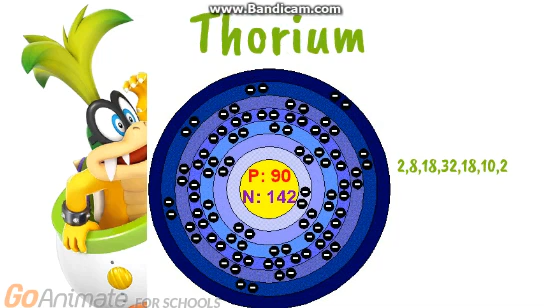 www.Bandicam.com
Thorium
P: 90
N: 142
2,8,18,32,18,10,2
GoAnimate FOR SCHOOLS